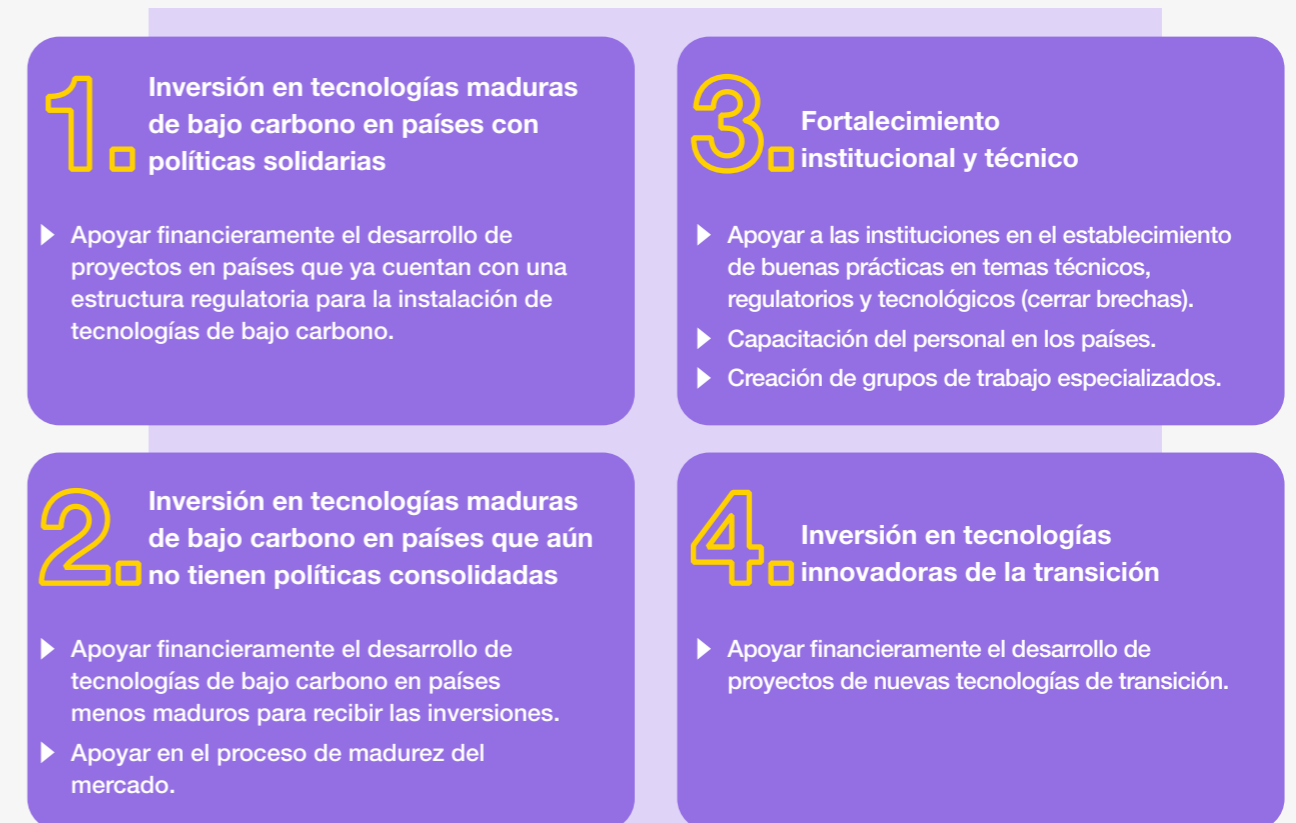 1.
Inversión en tecnologías maduras
de bajo carbono en países con
políticas solidarias
Apoyar financieramente el desarrollo de
proyectos en países que ya cuentan con una
estructura regulatoria para la instalación de
tecnologías de bajo carbono.
2.
Inversión en tecnologías maduras
de bajo carbono en países que aún
no tienen políticas consolidadas
Apoyar financieramente el desarrollo de
tecnologías de bajo carbono en países
menos maduros para recibir las inversiones.
Apoyar en el proceso de madurez del
mercado.
3.
Fortalecimiento
institucional y técnico
Apoyar a las instituciones en el establecimiento
de buenas prácticas en temas técnicos,
regulatorios y tecnológicos (cerrar brechas).
Capacitación del personal en los países.
Creación de grupos de trabajo especializados.
4.
Inversión en tecnologías
innovadoras de la transición
Apoyar financieramente el desarrollo de
proyectos de nuevas tecnologías de transición.